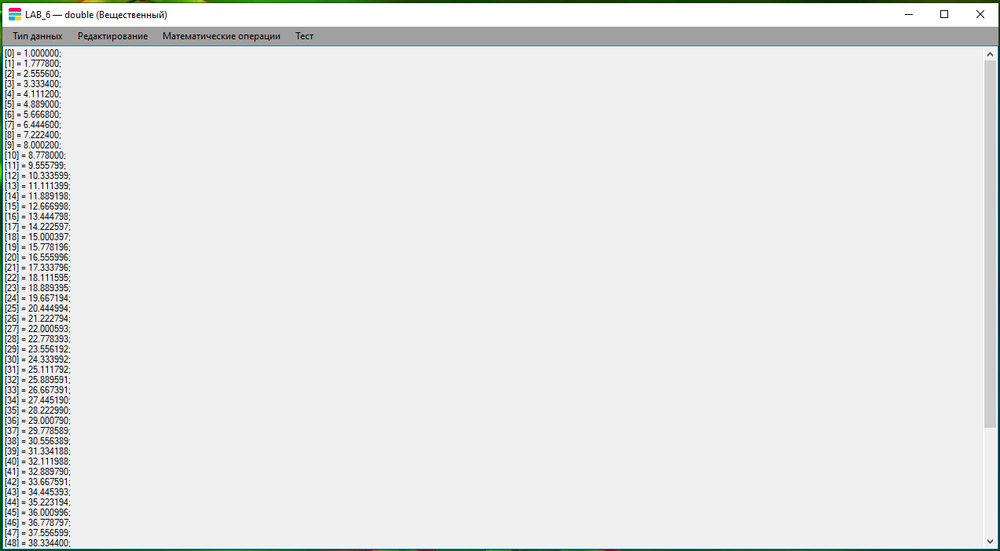 LAB_6 — double (Вещественный)
Тип данных Редактирование Математические операции Тест
[0] = 1.000000;
[1] = 1.777800;
[2] = 2.555600;
[3] = 3.333400;
[4] = 4.111200;
[5] = 4.889000;
[6] = 5.666800;
[7] = 6.444600;
[8] = 7.222400;
[9] = 8.000200;
[10] = 8.778000;
[11] = 9.555799;
[12] = 10.333599;
[13] = 11.111399;
[14] = 11.889198;
[15] = 12.666998;
[16] = 13.444798;
[17] = 14.222597;
[18] = 15.000397;
[19] = 15.778196;
[20] = 16.555996;
[21] = 17.333796;
[22] = 18.111595;
[23] = 18.889395;
[24] = 19.667194;
[25] = 20.444994;
[26] = 21.222794;
[27] = 22.000593;
[28] = 22.778393;
[29] = 23.556192;
[30] = 24.333992;
[31] = 25.111792;
[32] = 25.889591;
[33] = 26.667391;
[34] = 27.445190;
[35] = 28.222990;
[36] = 29.000790;
[37] = 29.778589;
[38] = 30.556389;
[39] = 31.334188;
[40] = 32.111988;
[41] = 32.889790;
[42] = 33.667591;
[43] = 34.445393;
[44] = 35.223194;
[45] = 36.000996;
[46] = 36.778797;
[47] = 37.556599;
[48] = 38.334400;